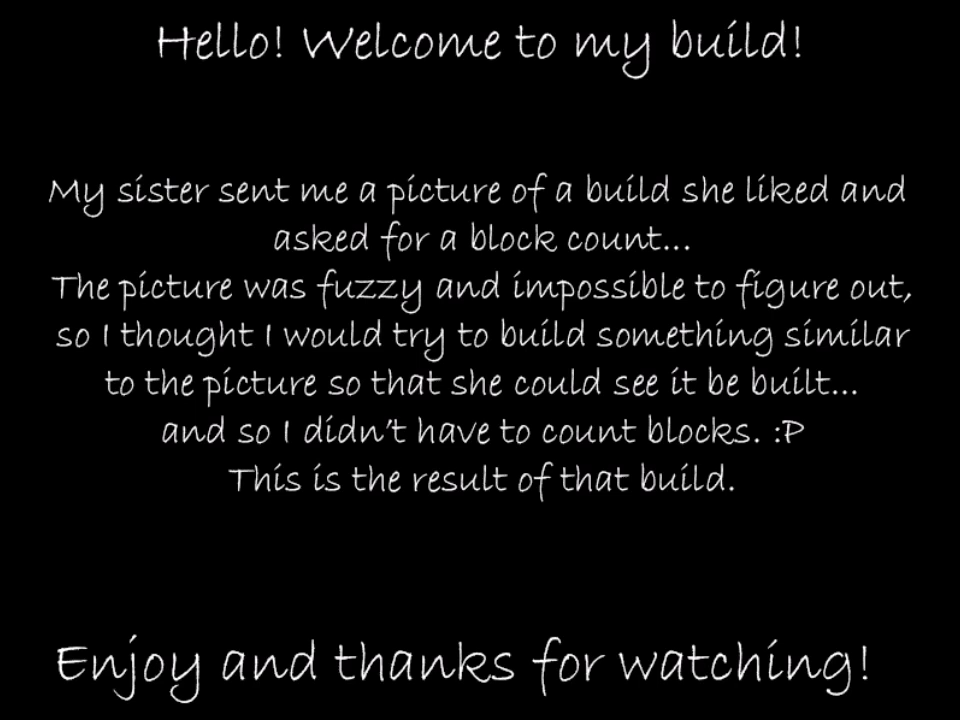 Hello! Welcome to my build!
My sister sent me a picture of a build she liked and
asked for a block count...
The picture was fuzzy and impossible to figure out,
so I thought I would try to build something similar
to the picture so that she could see it be built...
and so I didn't have to count blocks. :P
This is the result of that build.
Enjoy and thanks for watching!